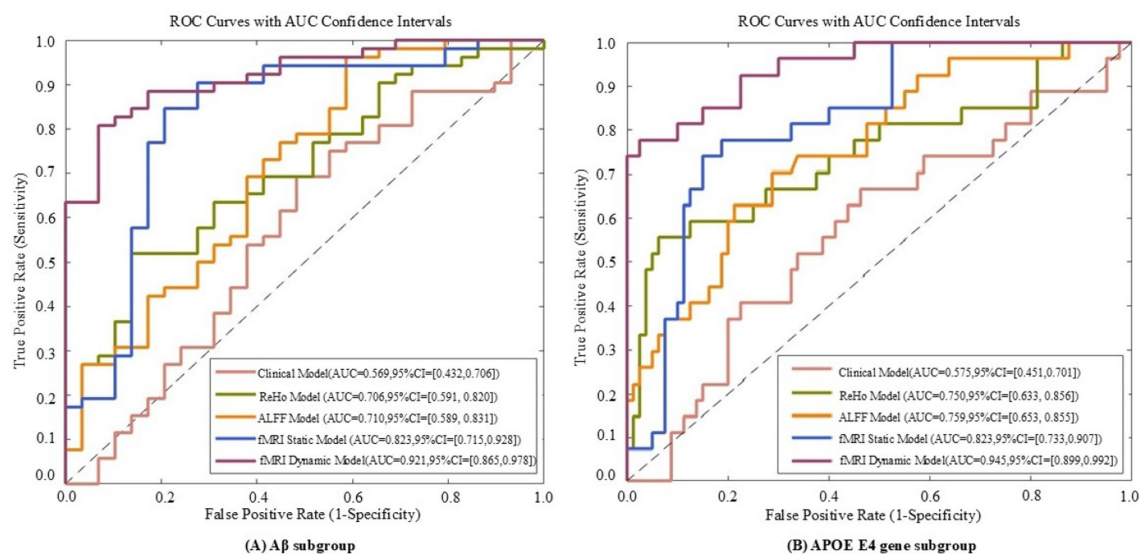 ROC Curves with AUC Confidence Intervals
True Positive Rate (Sensitivity)
1.0
0.9
0.8
0.7
0.6
0.5
0.4
0.3
0.2
0.1
0.0
Clinical Model(AUC=0.569,95%CI=[0.432,0.706])
ReHo Model (AUC=0.706,95%CI=[0.591, 0.820])
ALFF Model (AUC=0.710,95%CI=[0.589, 0.831])
fMRI Static Model (AUC=0.823,95%CI=[0.715,0.928])
fMRI Dynamic Model(AUC=0.921,95%CI=[0.865,0.978])
0.0 0.2 0.4 0.6 0.8 1.0
False Positive Rate (1-Specificity)
(A) Aβ subgroup
ROC Curves with AUC Confidence Intervals
True Positive Rate (Sensitivity)
1.0
0.9
0.8
0.7
0.6
0.5
0.4
0.3
0.2
0.1
0.0
Clinical Model(AUC=0.575,95%CI=[0.451,0.701])
ReHo Model (AUC=0.750,95%CI=[0.633, 0.856])
ALFF Model (AUC=0.759,95%CI=[0.653, 0.855])
fMRI Static Model (AUC=0.823,95%CI=[0.733,0.907])
fMRI Dynamic Model(AUC=0.945,95%CI=[0.899,0.992])
0.0 0.2 0.4 0.6 0.8 1.0
False Positive Rate (1-Specificity)
(B) APOE E4 gene subgroup